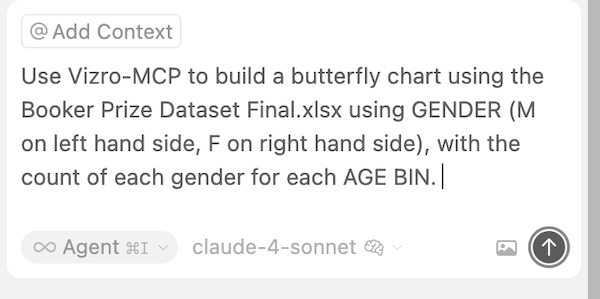 @ Add Context
Use Vizro-MCP to build a butterfly chart using the
Booker Prize Dataset Final.xlsx using GENDER (M
on left hand side, F on right hand side), with the
count of each gender for each AGE BIN.
∞ Agent ⌘I claude-4-sonnet